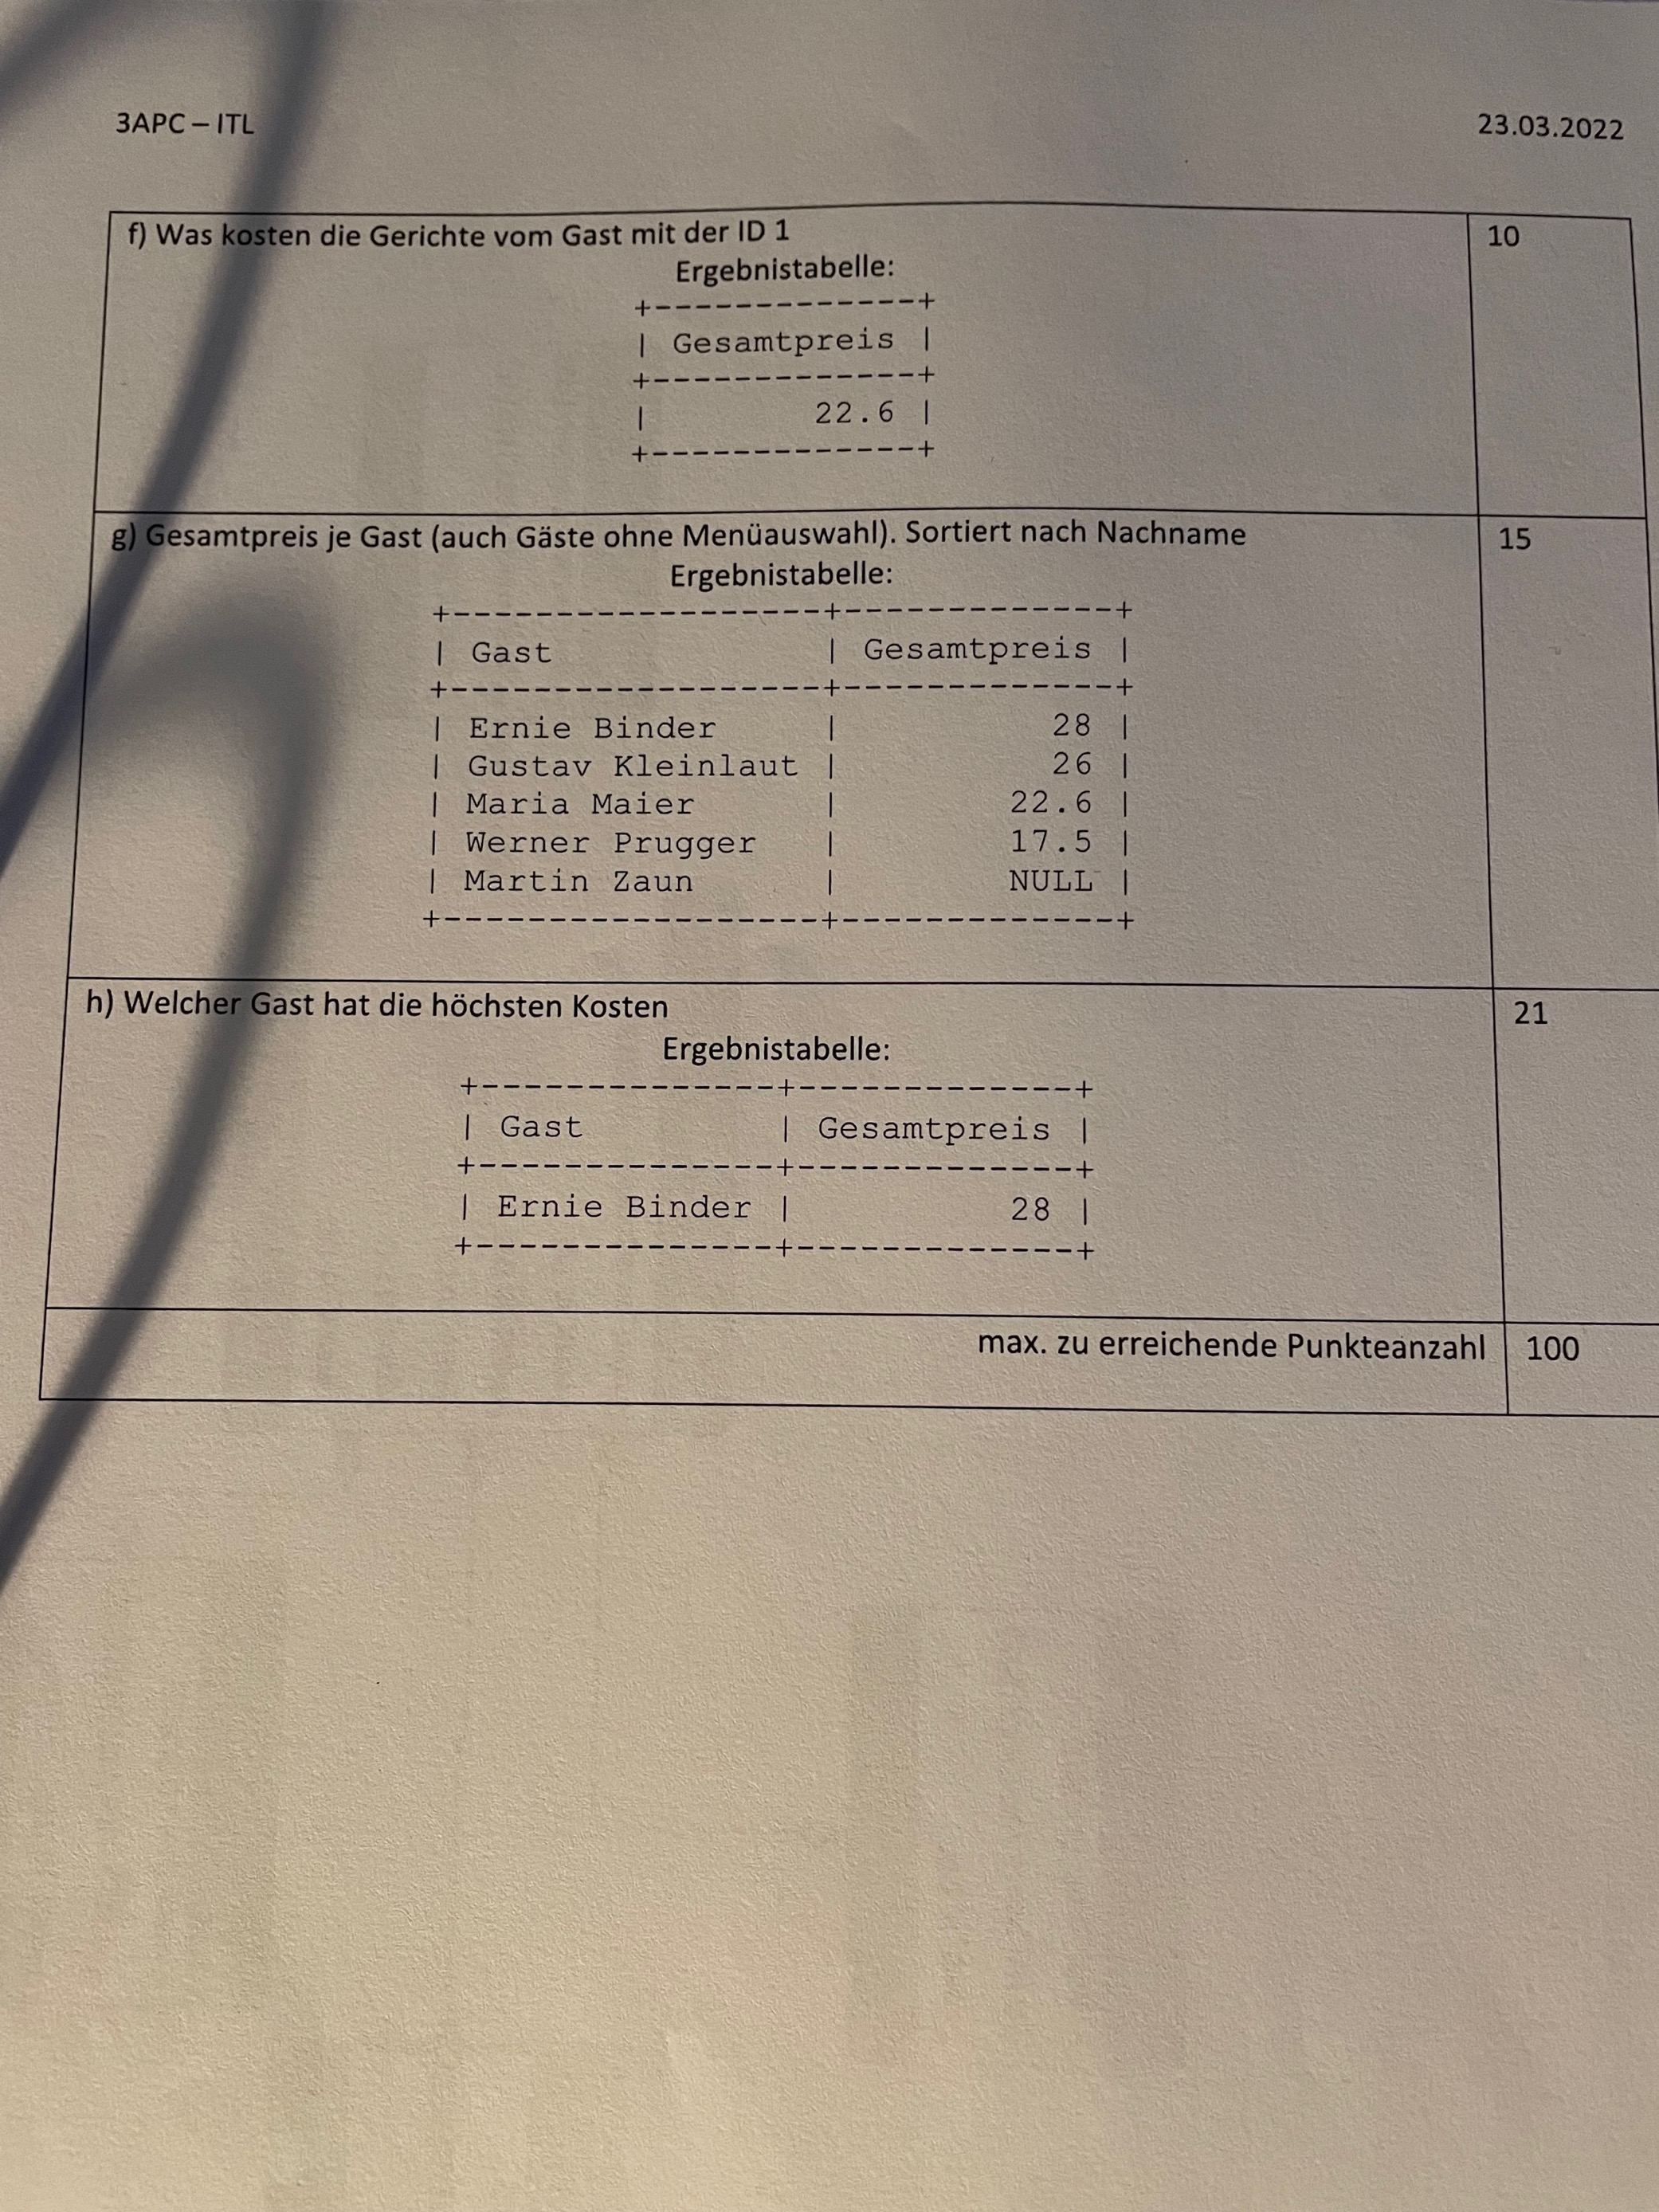 3APC – ITL 23.03.2022
f) Was kosten die Gerichte vom Gast mit der ID 1 10
Ergebnistabelle:
+-------------+
| Gesamtpreis |
+-------------+
| 22.6 |
+-------------+
g) Gesamtpreis je Gast (auch Gäste ohne Menüauswahl). Sortiert nach Nachname 15
Ergebnistabelle:
+------------------+-------------+
| Gast | Gesamtpreis |
+------------------+-------------+
| Ernie Binder | 28 |
| Gustav Kleinlaut | 26 |
| Maria Maier | 22.6 |
| Werner Prugger | 17.5 |
| Martin Zaun | NULL |
+------------------+-------------+
h) Welcher Gast hat die höchsten Kosten 21
Ergebnistabelle:
+--------------+-------------+
| Gast | Gesamtpreis |
+--------------+-------------+
| Ernie Binder | 28 |
+--------------+-------------+
max. zu erreichende Punkteanzahl 100